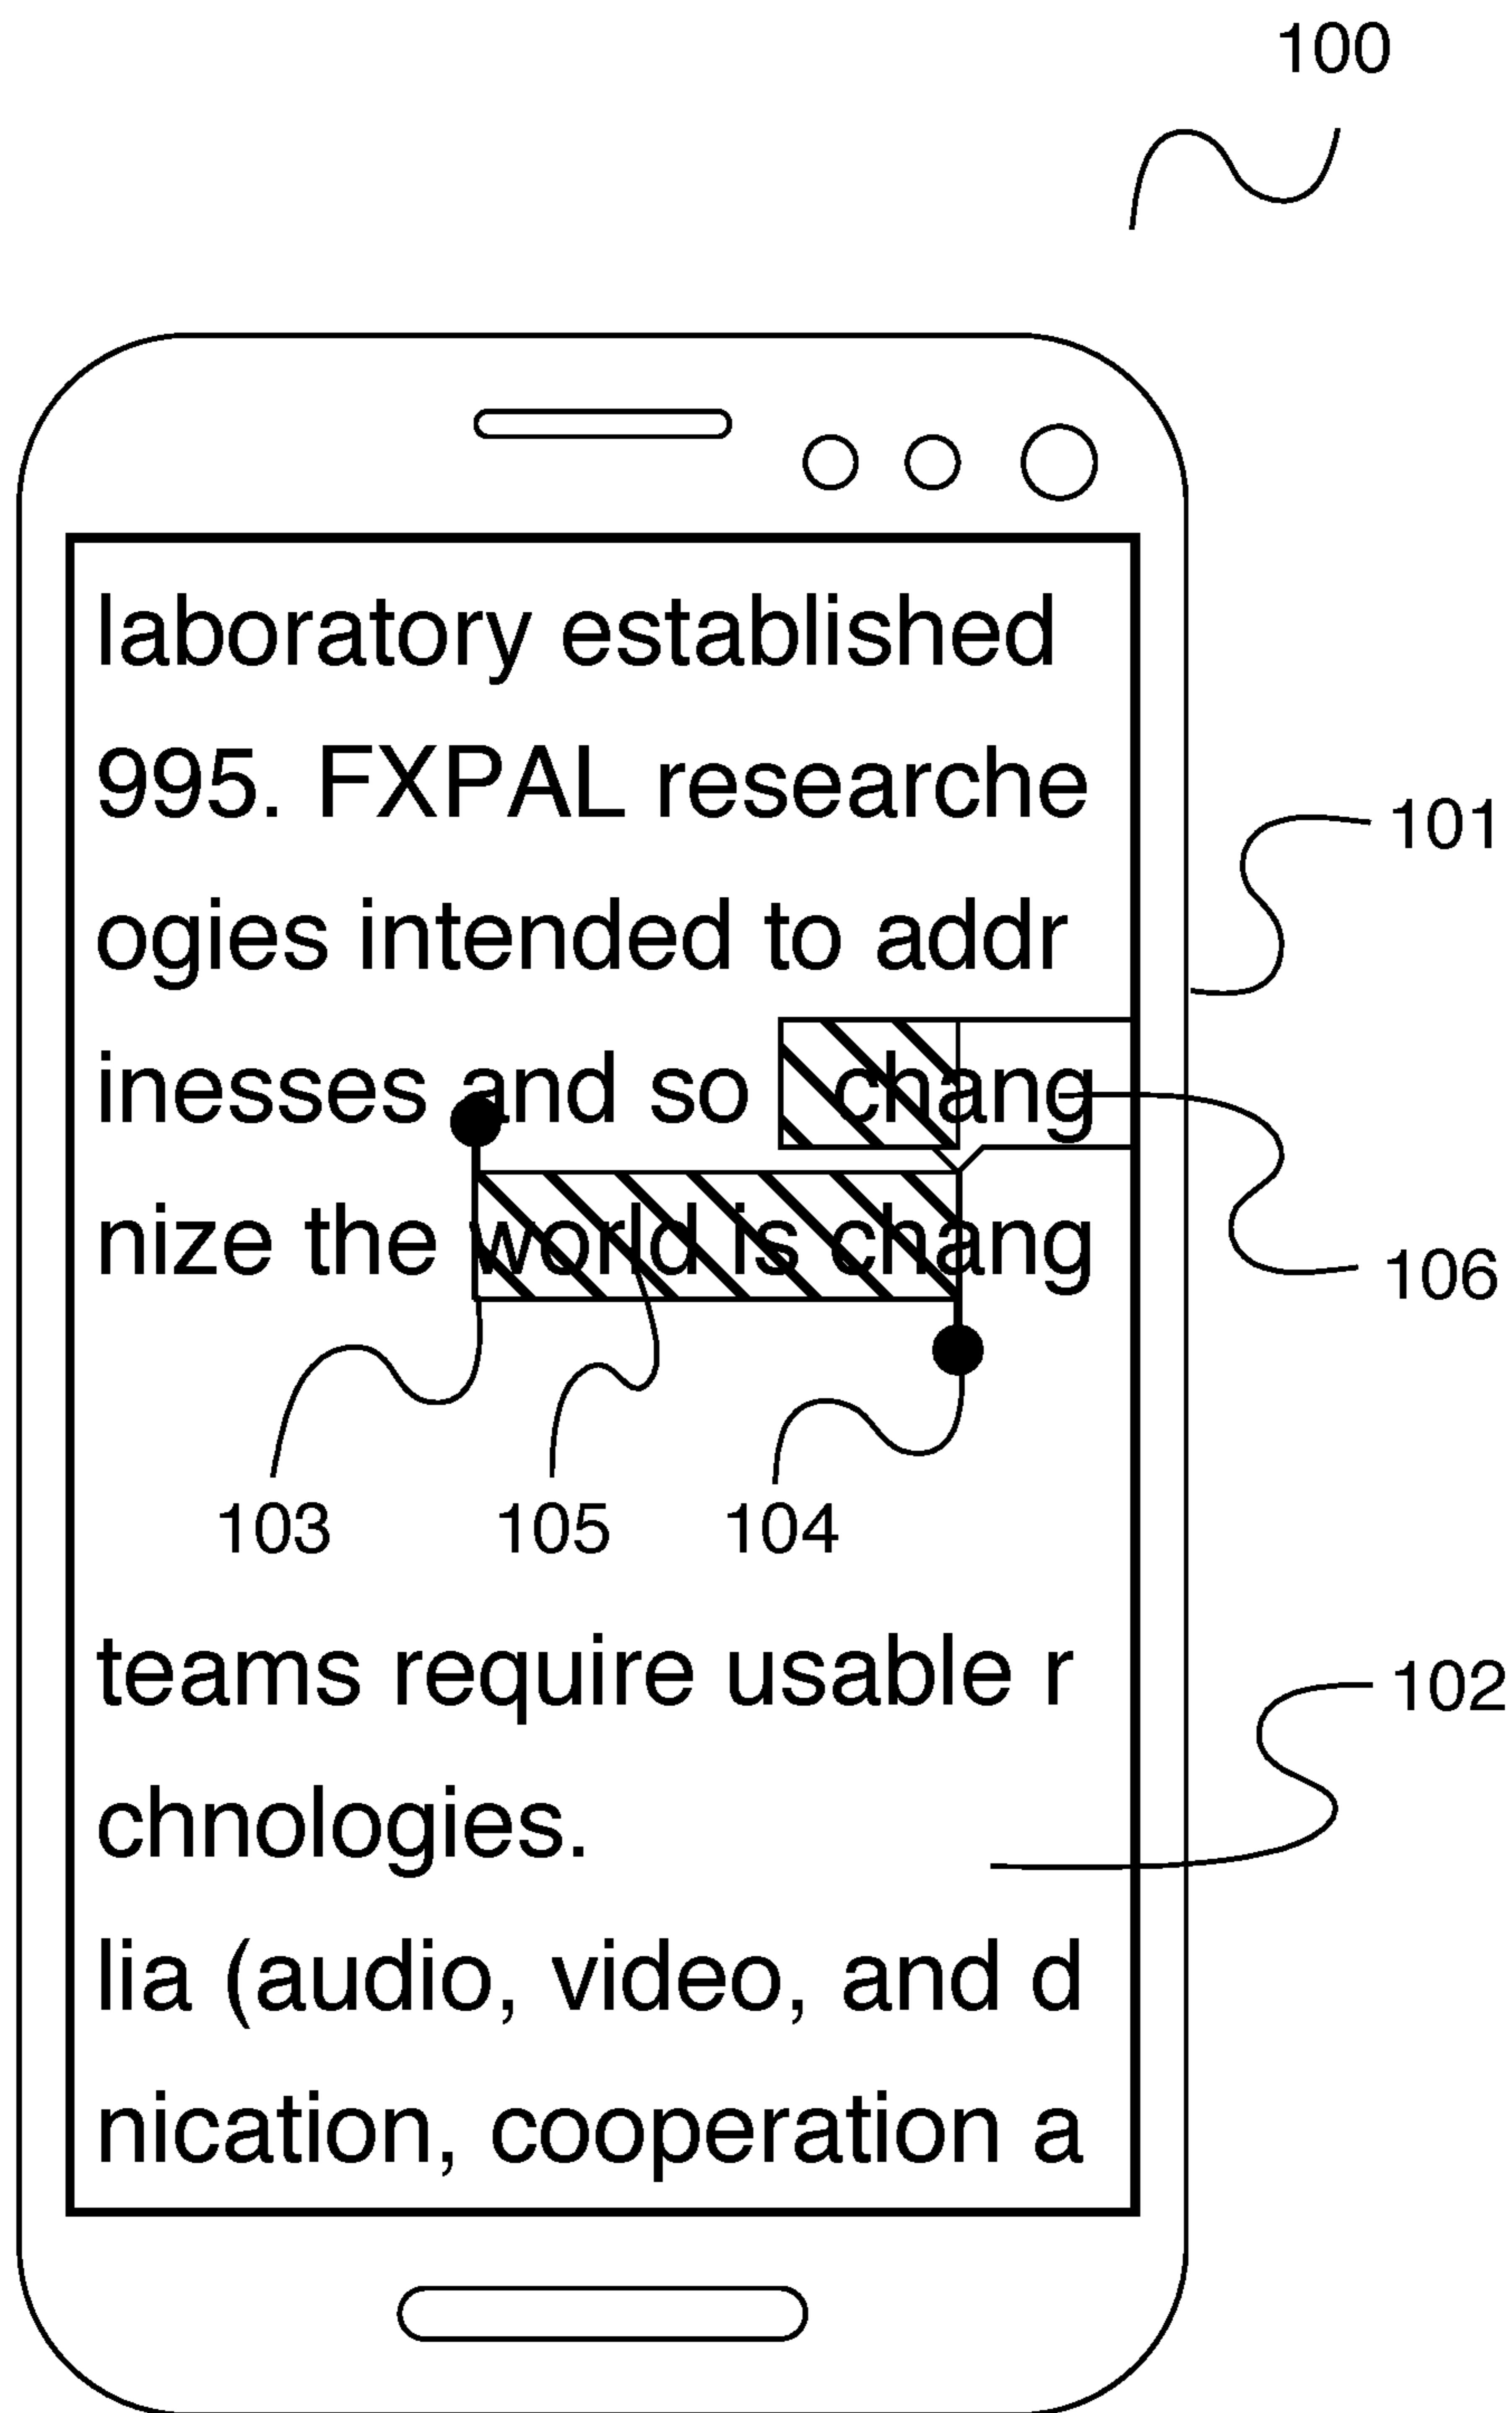 100
laboratory established
995. FXPAL researche
101
ogies intended to addr
inesses and so chang
nize the world is chang
106
103 105 104
teams require usable r
102
chnologies.
lia (audio, video, and d
nication, cooperation a